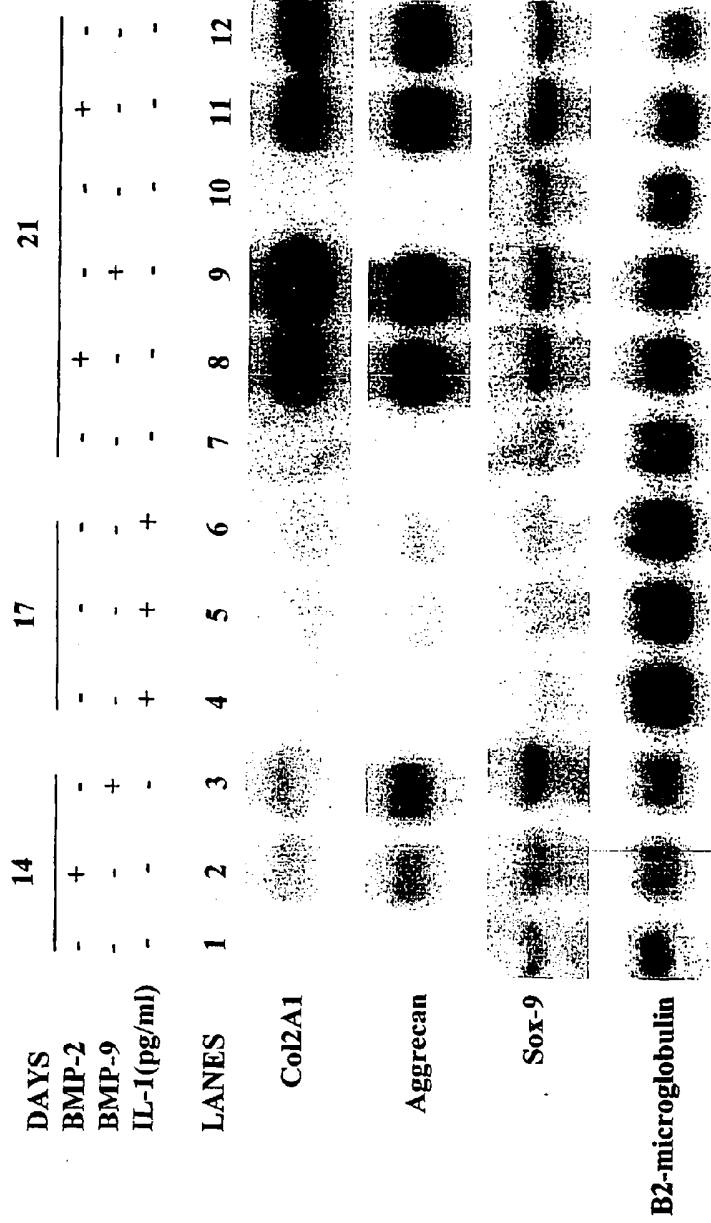 DAYS 14 17 21
BMP-2 - + - - - - - + - - + -
BMP-9 - - + - - - - - + - - -
IL-1(pg/ml) - - - + + + - - - - - -
LANES 1 2 3 4 5 6 7 8 9 10 11 12
Col2A1
Aggrecan
Sox-9
B2-microglobulin